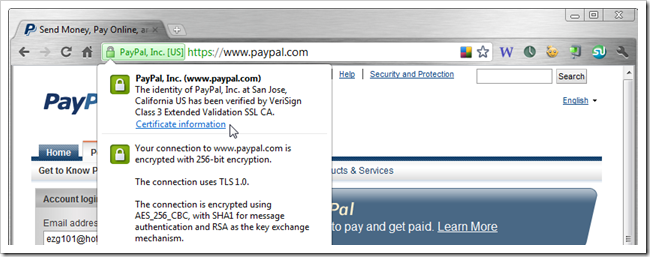 Send Money, Pay Online, a
PayPal, Inc. [US] https://www.paypal.com
PayPal, Inc. (www.paypal.com)
The identity of PayPal, Inc. at San Jose,
California US has been verified by VeriSign
Class 3 Extended Validation SSL CA.
Certificate information
Help | Security and Protection
Search
English
PayP
Your connection to www.paypal.com is
encrypted with 256-bit encryption.
Home
Get to Know P
ucts & Services
The connection uses TLS 1.0.
The connection is encrypted using
AES_256_CBC, with SHA1 for message
authentication and RSA as the key exchange
mechanism.
Account login
Email addre
ezg101@ho
Pal
to pay and get paid. Learn More